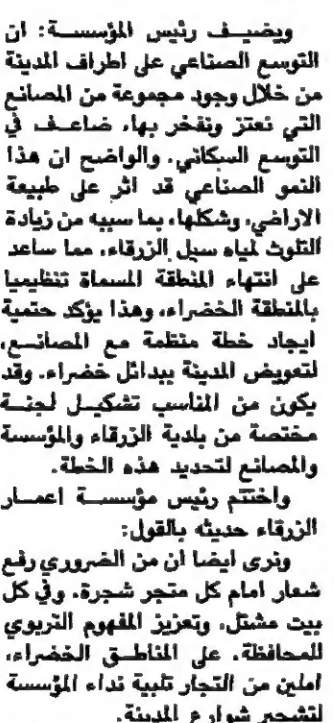 ويضيف رئيس المؤسسة: ان
التوسع الصناعي على اطراف المدينة
من خلال وجود مجموعة من المصانع
التي نعتز ونفخر بها، ضاعف في
التوسع السكاني. والواضح ان هذا
النمو الصناعي قد اثر على طبيعة
الاراضي، وشكلها، بما سببه من زيادة
التلوث لمياه سيل الزرقاء، مما ساعد
على انتهاء المنطقة المسماة تنظيميا
بالمنطقة الخضراء، وهذا يؤكد حتمية
ايجاد خطة منظمة مع المصانع،
لتعويض المدينة ببدائل خضراء. وقد
يكون من المناسب تشكيل لجنة
مختصة من بلدية الزرقاء والمؤسسة
والمصانع لتحديد هذه الخطة.
واختتم رئيس مؤسسة اعمار
الزرقاء حديثه بالقول:
ونرى ايضا ان من الضروري رفع
شعار امام كل متجر شجرة، وفي كل
بيت مشتل، وتعزيز المفهوم التربوي
للمحافظة، على المناطق الخضراء،
املين من التجار تلبية نداء المؤسسة
لتشجير شوارع المدينة.